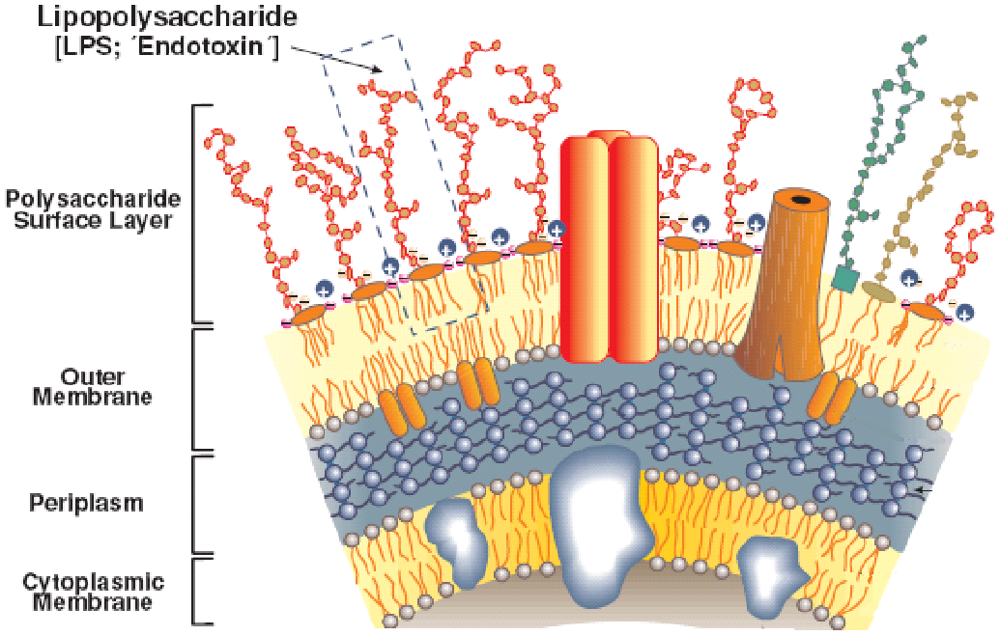 Lipopolysaccharide
[LPS; ´Endotoxin´]
Polysaccharide
Surface Layer
Outer
Membrane
Periplasm
Cytoplasmic
Membrane